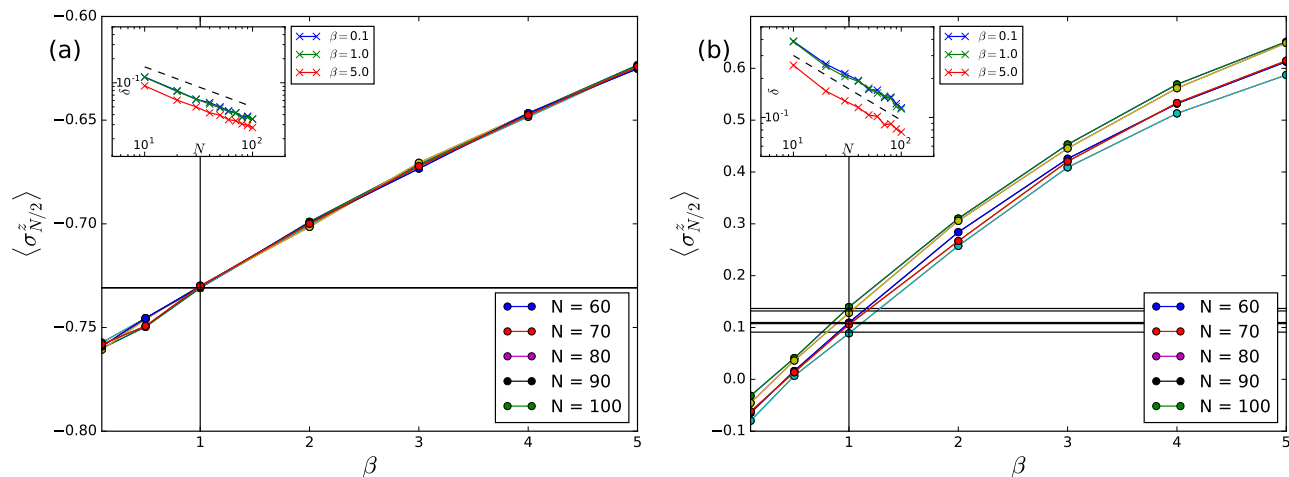 (a)
−0.60
−0.65
−0.70
−0.75
−0.80
⟨σ^z_{N/2}⟩
1
2
3
4
5
β
10^{-1}
δ
10^1
N
10^2
β = 0.1
β = 1.0
β = 5.0
N = 60
N = 70
N = 80
N = 90
N = 100
(b)
0.6
0.5
0.4
0.3
0.2
0.1
0.0
−0.1
⟨σ^z_{N/2}⟩
1
2
3
4
5
β
δ
10^{-1}
10^1
N
10^2
β = 0.1
β = 1.0
β = 5.0
N = 60
N = 70
N = 80
N = 90
N = 100